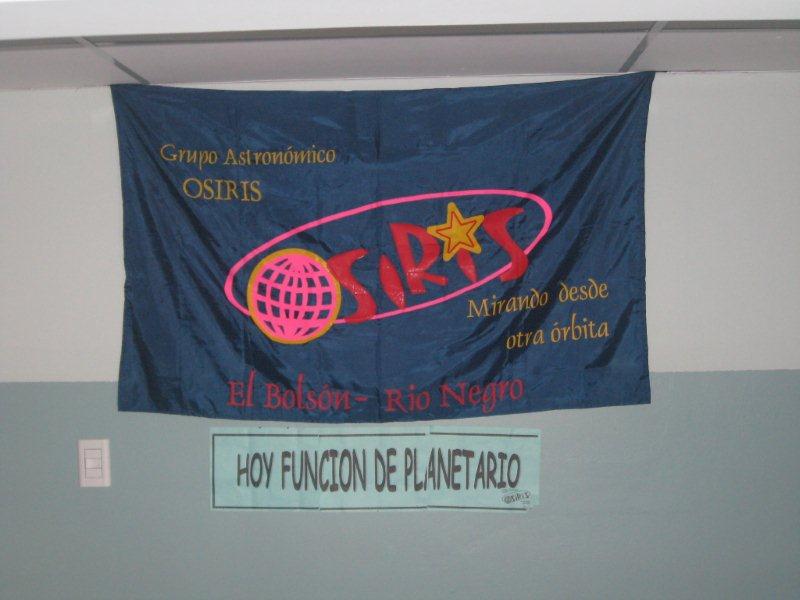 Grupo Astronómico
OSIRIS
OSIRIS
Mirando desde
otra órbita
El Bolsón - Rio Negro
HOY FUNCION DE PLANETARIO
OSIRIS